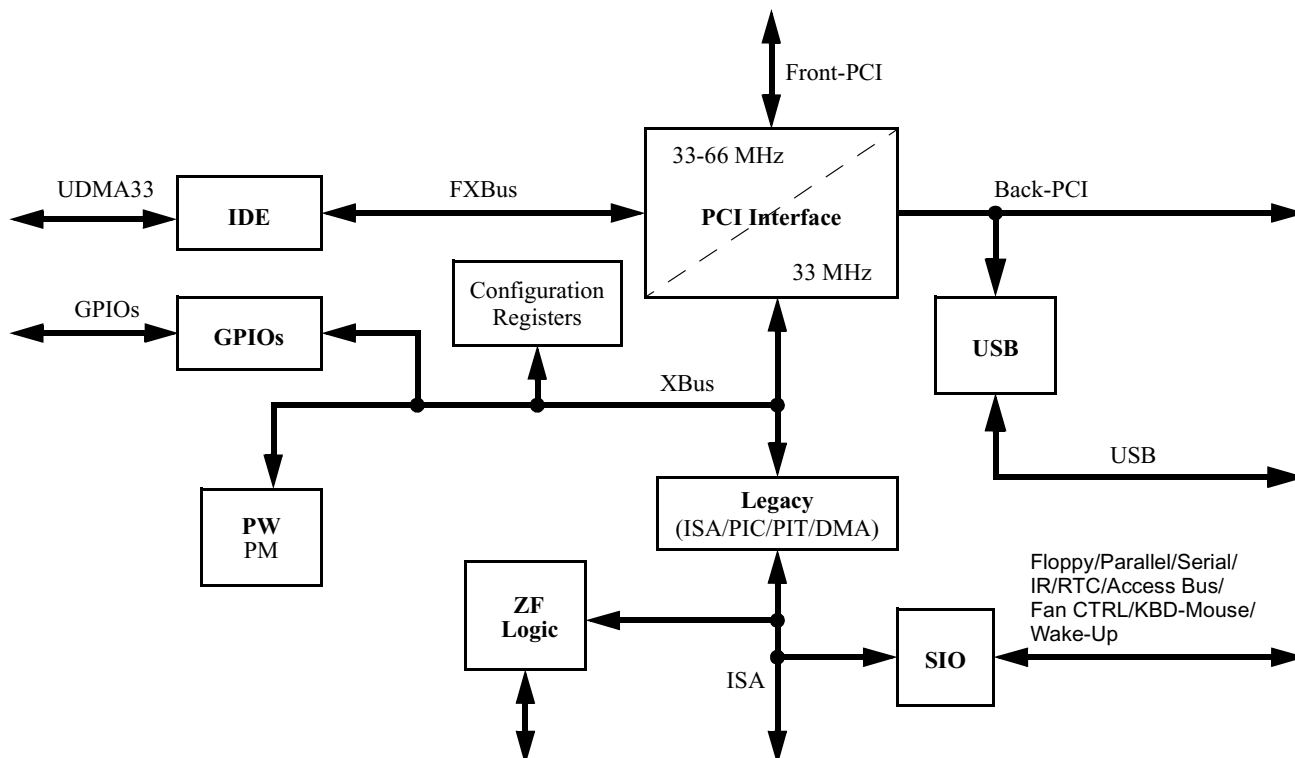 Front-PCI
33-66 MHz
UDMA33
FXBus
Back-PCI
IDE
PCI Interface
33 MHz
Configuration
Registers
GPIOs
GPIOs
USB
XBus
USB
Legacy
(ISA/PIC/PIT/DMA)
PW
PM
Floppy/Parallel/Serial/
IR/RTC/Access Bus/
Fan CTRL/KBD-Mouse/
Wake-Up
ZF
Logic
SIO
ISA